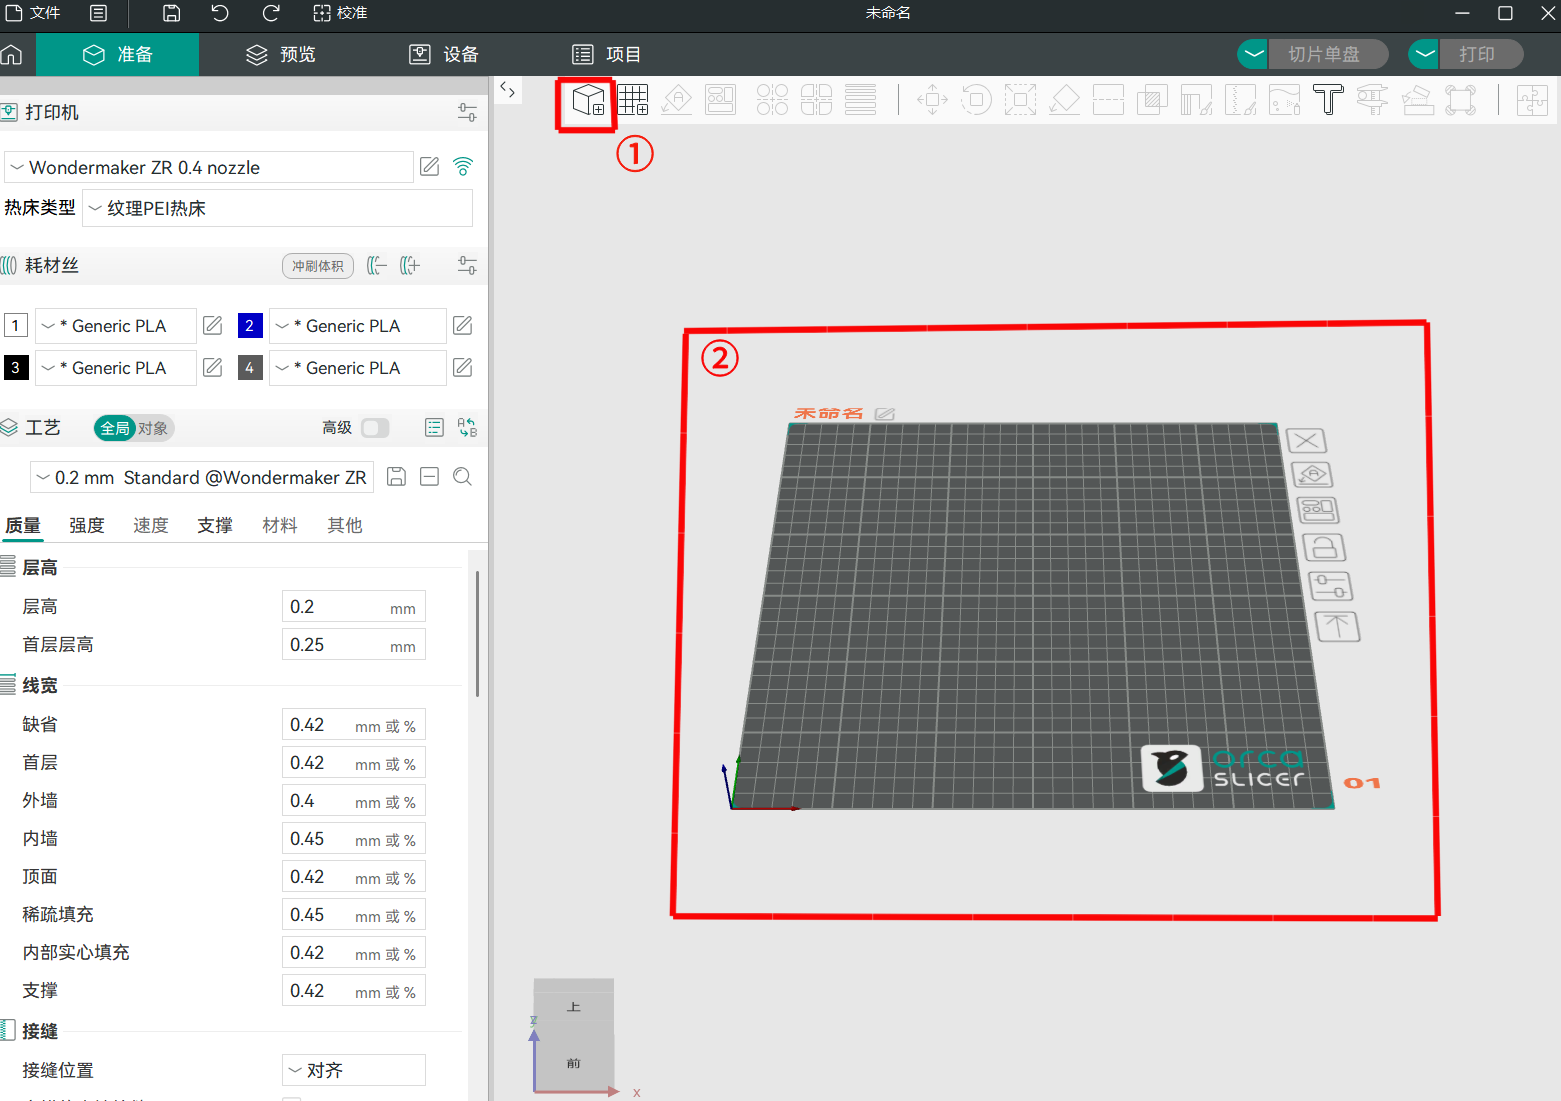 文件
校准
未命名
准备
预览
设备
项目
切片单盘
打印
打印机
Wondermaker ZR 0.4 nozzle
热床类型
纹理PEI热床
耗材丝
冲刷体积
1
* Generic PLA
2
* Generic PLA
3
* Generic PLA
4
* Generic PLA
工艺
全局
对象
高级
0.2 mm Standard @Wondermaker ZR
质量
强度
速度
支撑
材料
其他
层高
层高
0.2 mm
首层层高
0.25 mm
线宽
缺省
0.42 mm 或 %
首层
0.42 mm 或 %
外墙
0.4 mm 或 %
内墙
0.45 mm 或 %
顶面
0.42 mm 或 %
稀疏填充
0.45 mm 或 %
内部实心填充
0.42 mm 或 %
支撑
0.42 mm 或 %
接缝
接缝位置
对齐
①
②
未命名
orca
SLICER
01
上
前
z
x